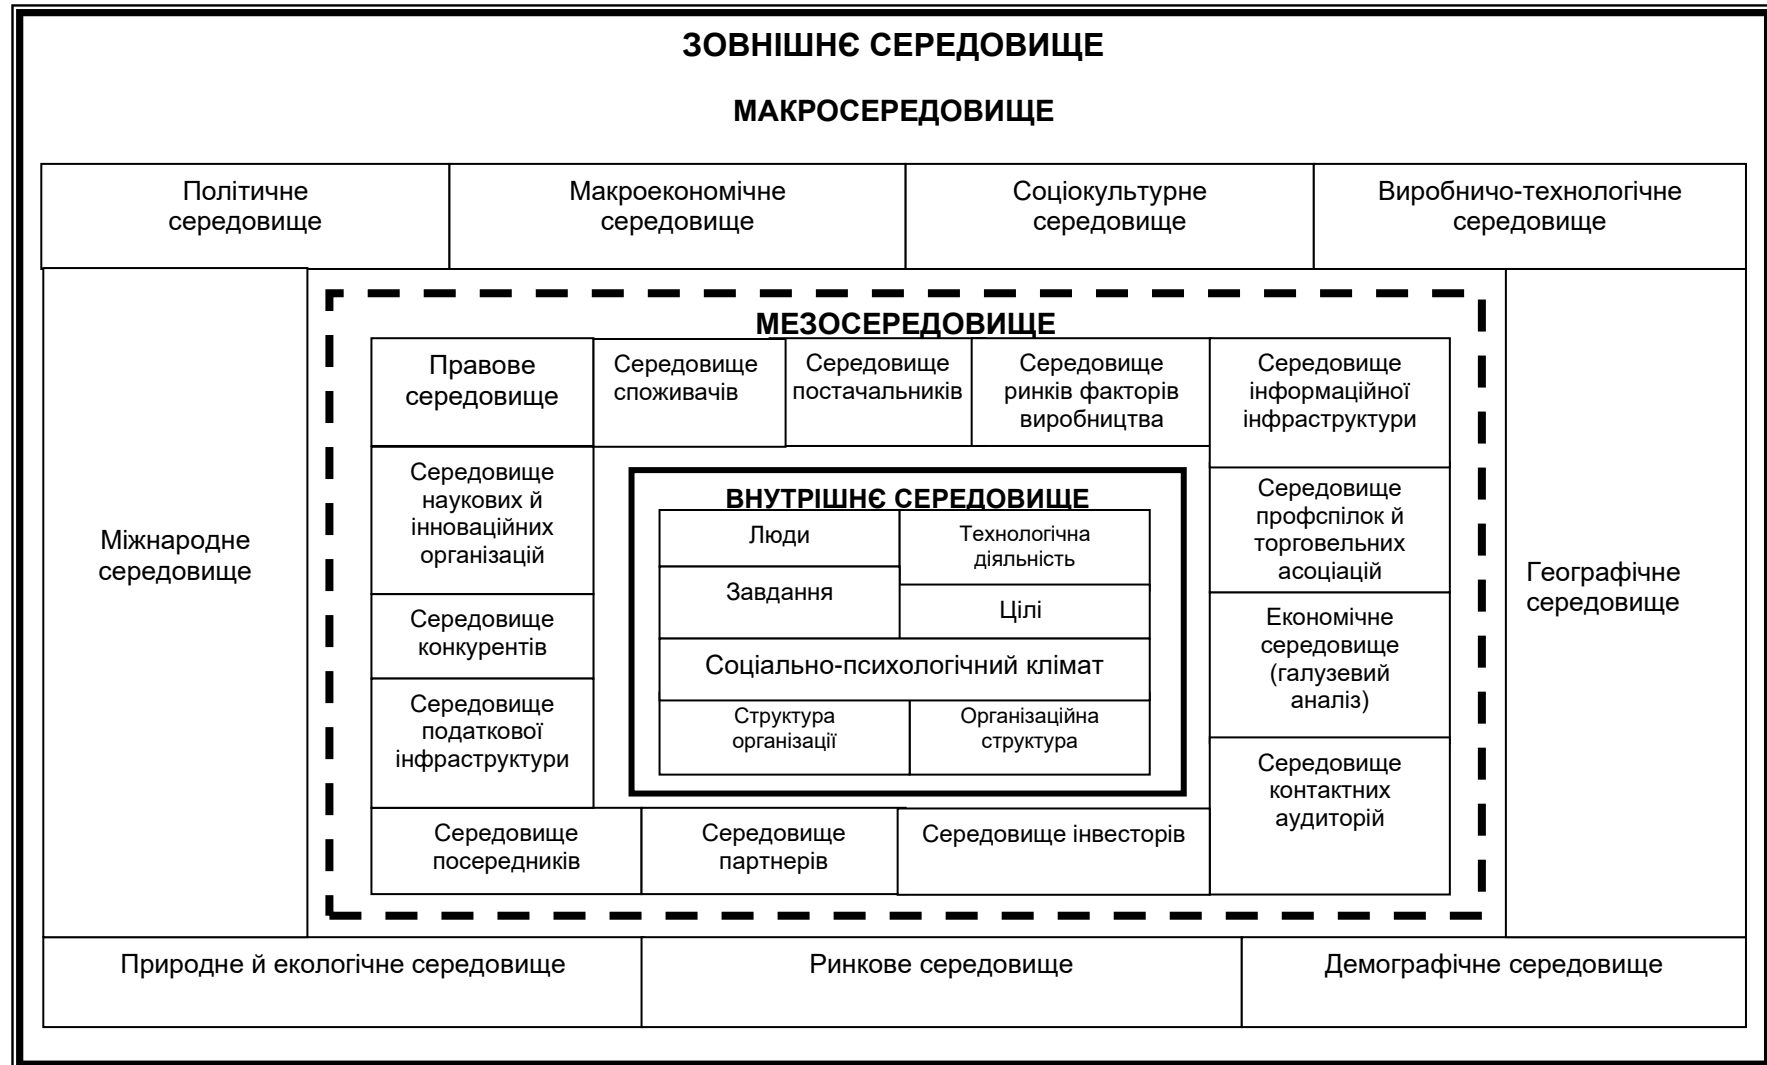 ЗОВНІШНЄ СЕРЕДОВИЩЕ
МАКРОСЕРЕДОВИЩЕ
Політичне
середовище
Макроекономічне
середовище
Соціокультурне
середовище
Виробничо-технологічне
середовище
Міжнародне
середовище
МЕЗОСЕРЕДОВИЩЕ
Правове
середовище
Середовище
споживачів
Середовище
постачальників
Середовище
ринків факторів
виробництва
Середовище
інформаційної
інфраструктури
Середовище
наукових й
інноваційних
організацій
Середовище
конкурентів
Середовище
податкової
інфраструктури
ВНУТРІШНЄ СЕРЕДОВИЩЕ
Люди
Технологічна
діяльність
Завдання
Цілі
Соціально-психологічний клімат
Структура
організації
Організаційна
структура
Середовище
профспілок й
торговельних
асоціацій
Економічне
середовище
(галузевий
аналіз)
Середовище
контактних
аудиторій
Середовище
посередників
Середовище
партнерів
Середовище інвесторів
Географічне
середовище
Природне й екологічне середовище
Ринкове середовище
Демографічне середовище